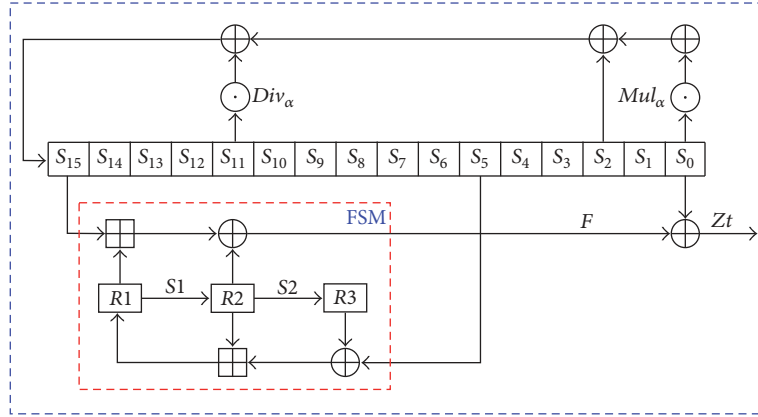 Div_α
Mul_α
S_15 S_14 S_13 S_12 S_11 S_10 S_9 S_8 S_7 S_6 S_5 S_4 S_3 S_2 S_1 S_0
FSM
F
Zt
R1 S1 R2 S2 R3